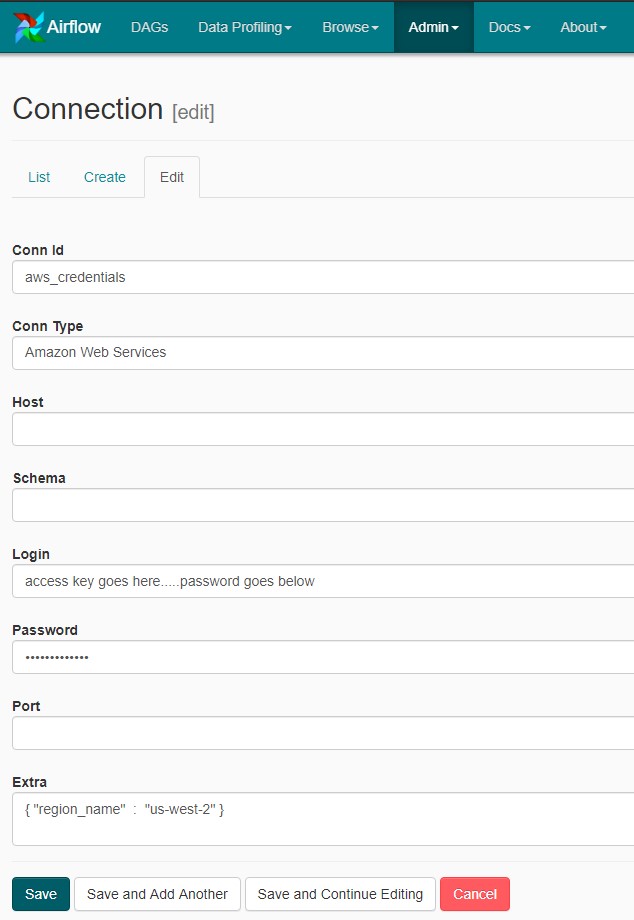 Airflow DAGs Data Profiling Browse Admin Docs About
Connection [edit]
List Create Edit
Conn Id
aws_credentials
Conn Type
Amazon Web Services
Host
Schema
Login
access key goes here.....password goes below
Password
•••••••••••••
Port
Extra
{ "region_name" : "us-west-2" }
Save Save and Add Another Save and Continue Editing Cancel